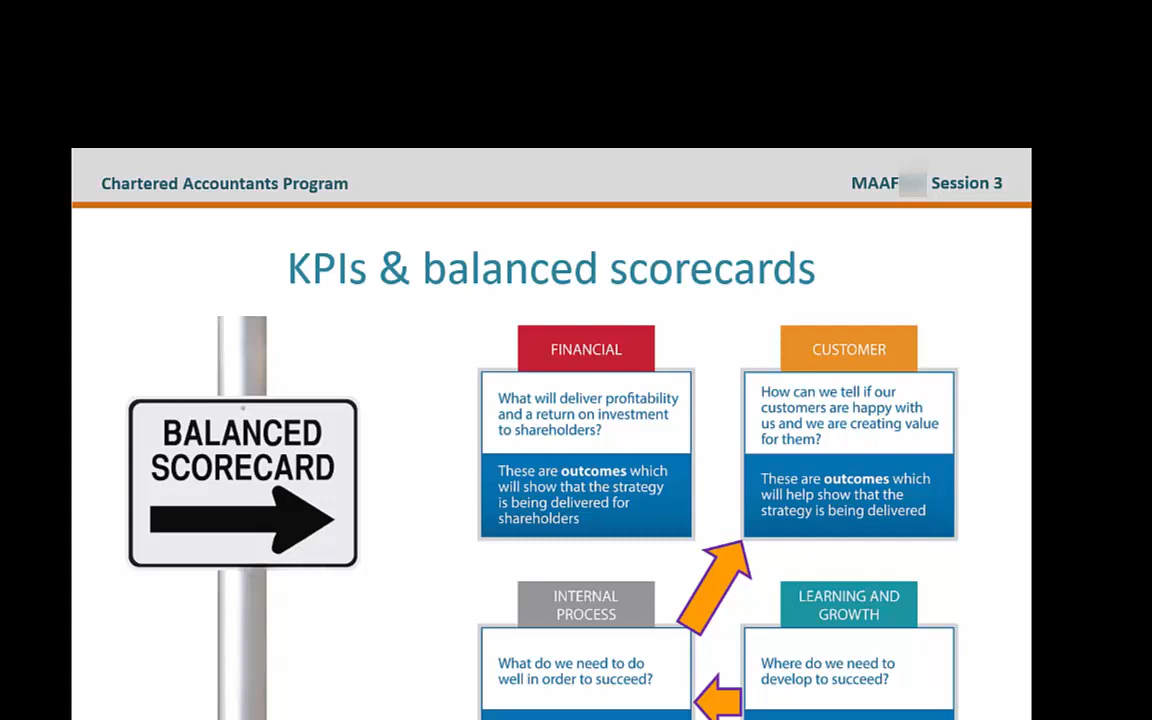 Chartered Accountants Program
MAAF Session 3
KPIs & balanced scorecards
BALANCED
SCORECARD
FINANCIAL
What will deliver profitability
and a return on investment
to shareholders?
These are outcomes which
will show that the strategy
is being delivered for
shareholders
CUSTOMER
How can we tell if our
customers are happy with
us and we are creating value
for them?
These are outcomes which
will help show that the
strategy is being delivered
INTERNAL
PROCESS
What do we need to do
well in order to succeed?
LEARNING AND
GROWTH
Where do we need to
develop to succeed?